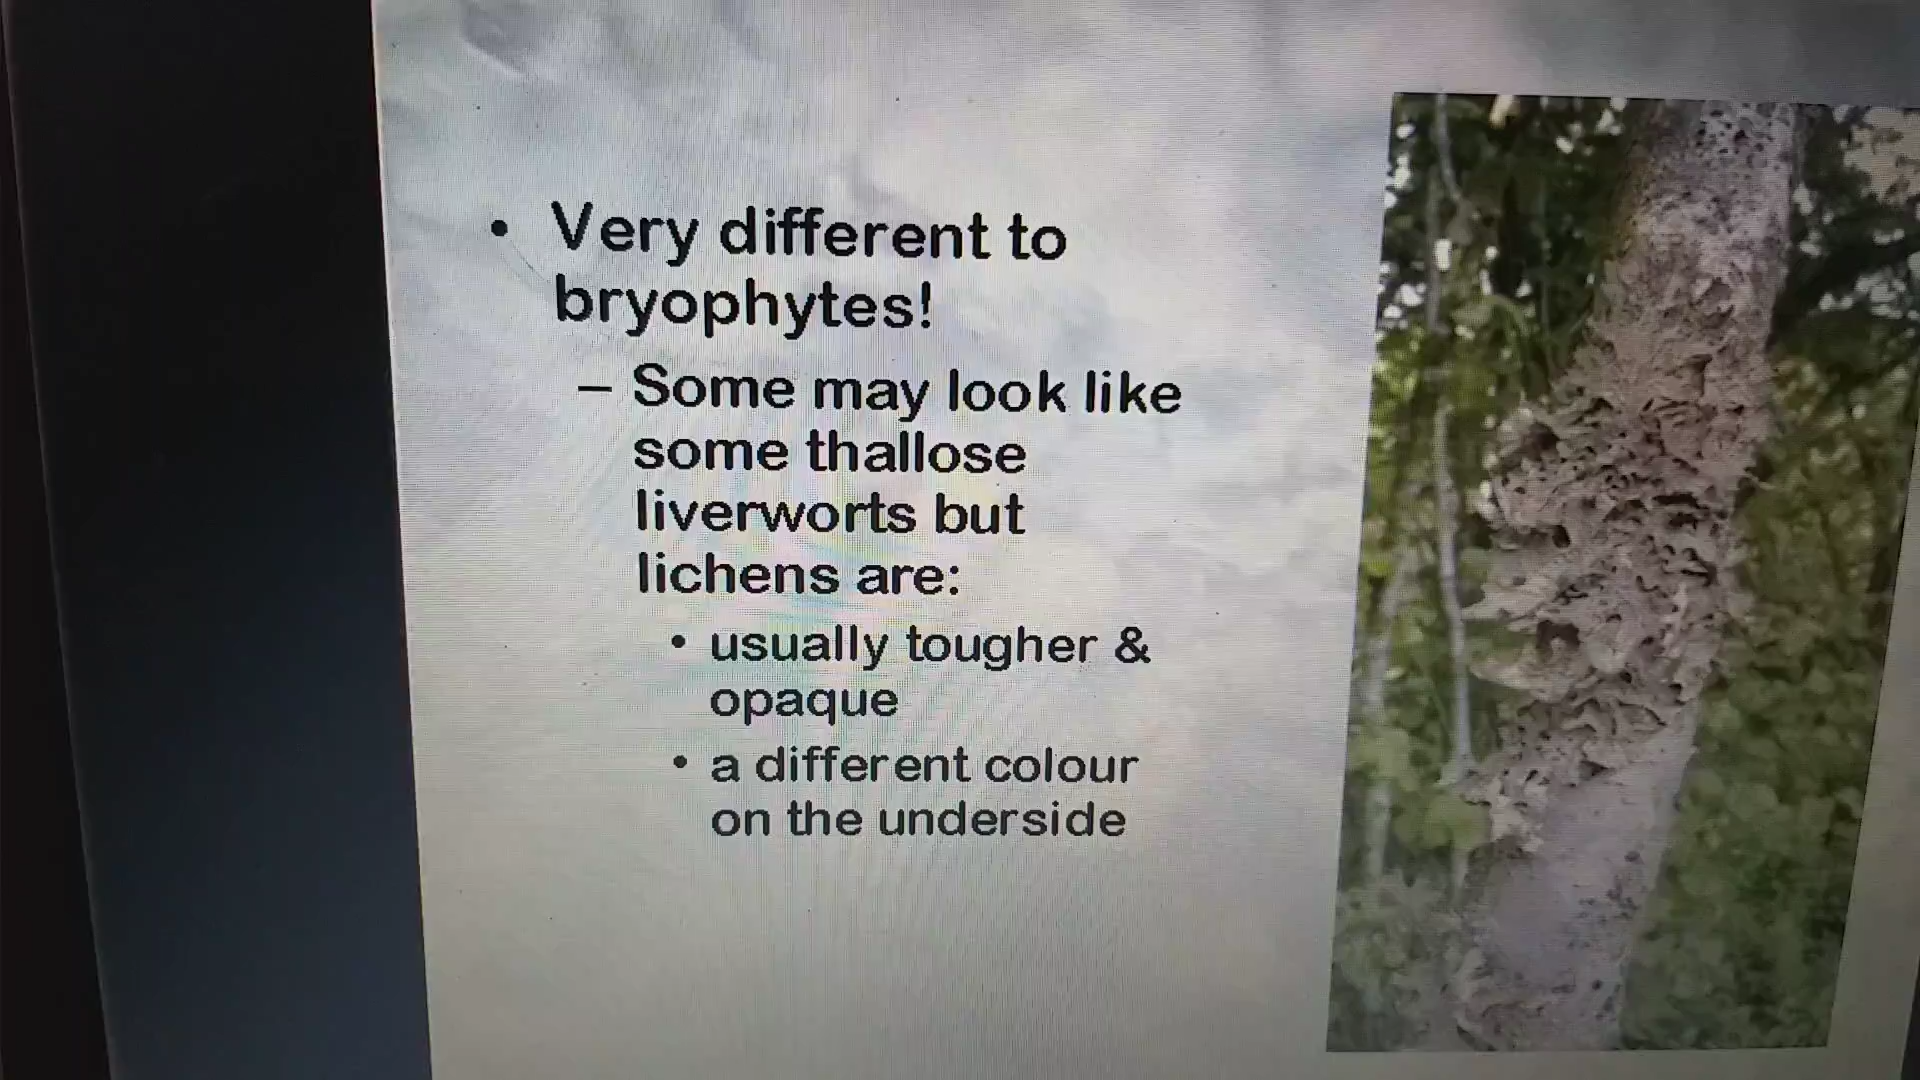 • Very different to
bryophytes!
– Some may look like
some thallose
liverworts but
lichens are:
• usually tougher &
opaque
• a different colour
on the underside